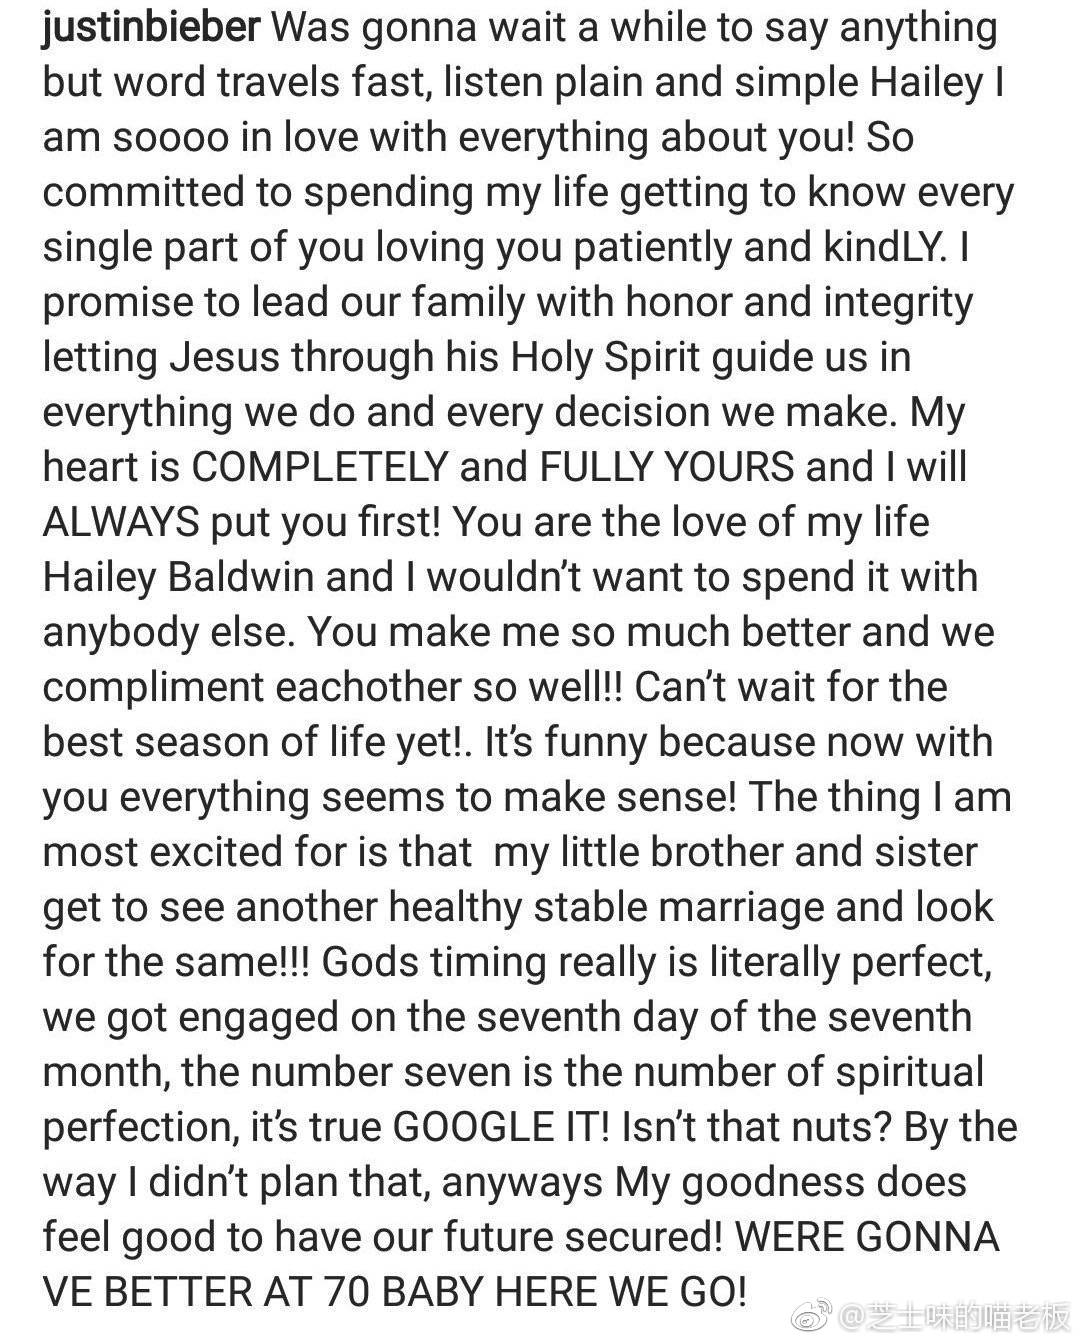 justinbieber Was gonna wait a while to say anything
but word travels fast, listen plain and simple Hailey I
am soooo in love with everything about you! So
committed to spending my life getting to know every
single part of you loving you patiently and kindLY. I
promise to lead our family with honor and integrity
letting Jesus through his Holy Spirit guide us in
everything we do and every decision we make. My
heart is COMPLETELY and FULLY YOURS and I will
ALWAYS put you first! You are the love of my life
Hailey Baldwin and I wouldn’t want to spend it with
anybody else. You make me so much better and we
compliment eachother so well!! Can’t wait for the
best season of life yet!. It’s funny because now with
you everything seems to make sense! The thing I am
most excited for is that  my little brother and sister
get to see another healthy stable marriage and look
for the same!!! Gods timing really is literally perfect,
we got engaged on the seventh day of the seventh
month, the number seven is the number of spiritual
perfection, it’s true GOOGLE IT! Isn’t that nuts? By the
way I didn’t plan that, anyways My goodness does
feel good to have our future secured! WERE GONNA
VE BETTER AT 70 BABY HERE WE GO!
@芝士味的喵老板